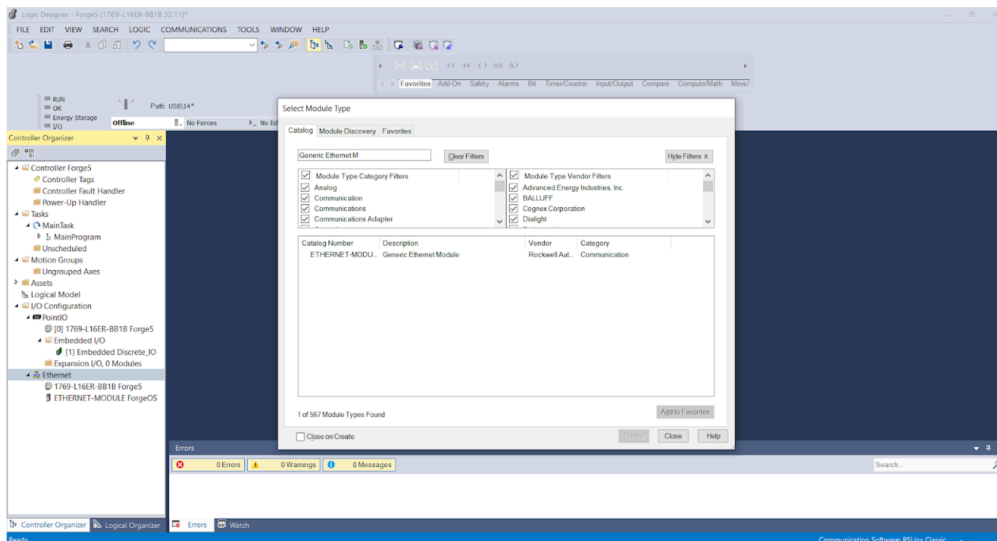 Login Designer - Forge5 [1769-L16ER-BB1B 32.11]*
FILE EDIT VIEW SEARCH LOGIC COMMUNICATIONS TOOLS WINDOW HELP
Favorites Add-On Safety Alarms Bit Timer/Counter Input/Output Compare Compute/Math Move/
RUN
OK
Energy Storage
I/O
Path: USB\14*
Offline
No Forces
Controller Organizer
Controller Forge5
Controller Tags
Controller Fault Handler
Power-Up Handler
Tasks
MainTask
MainProgram
Unscheduled
Motion Groups
Ungrouped Axes
Assets
Logical Model
I/O Configuration
PointIO
[0] 1769-L16ER-BB1B Forge5
Embedded I/O
[1] Embedded Discrete_IO
Expansion I/O, 0 Modules
Ethernet
1769-L16ER-BB1B Forge5
ETHERNET-MODULE ForgeOS
Controller Organizer Logical Organizer
Select Module Type
Catalog Module Discovery Favorites
Generic Ethernet M
Clear Filters
Hide Filters
Module Type Category Filters
Analog
Communication
Communications
Communications Adapter
Module Type Vendor Filters
Advanced Energy Industries, Inc.
BALLUFF
Cognex Corporation
Dialight
Catalog Number Description Vendor Category
ETHERNET-MODU... Generic Ethernet Module Rockwell Aut... Communication
1 of 567 Module Types Found
Add to Favorites
Close on Create
Create Close Help
Errors
0 Errors 0 Warnings 0 Messages
Search...
Errors Watch
Ready
Communication Software: RSLinx Classic